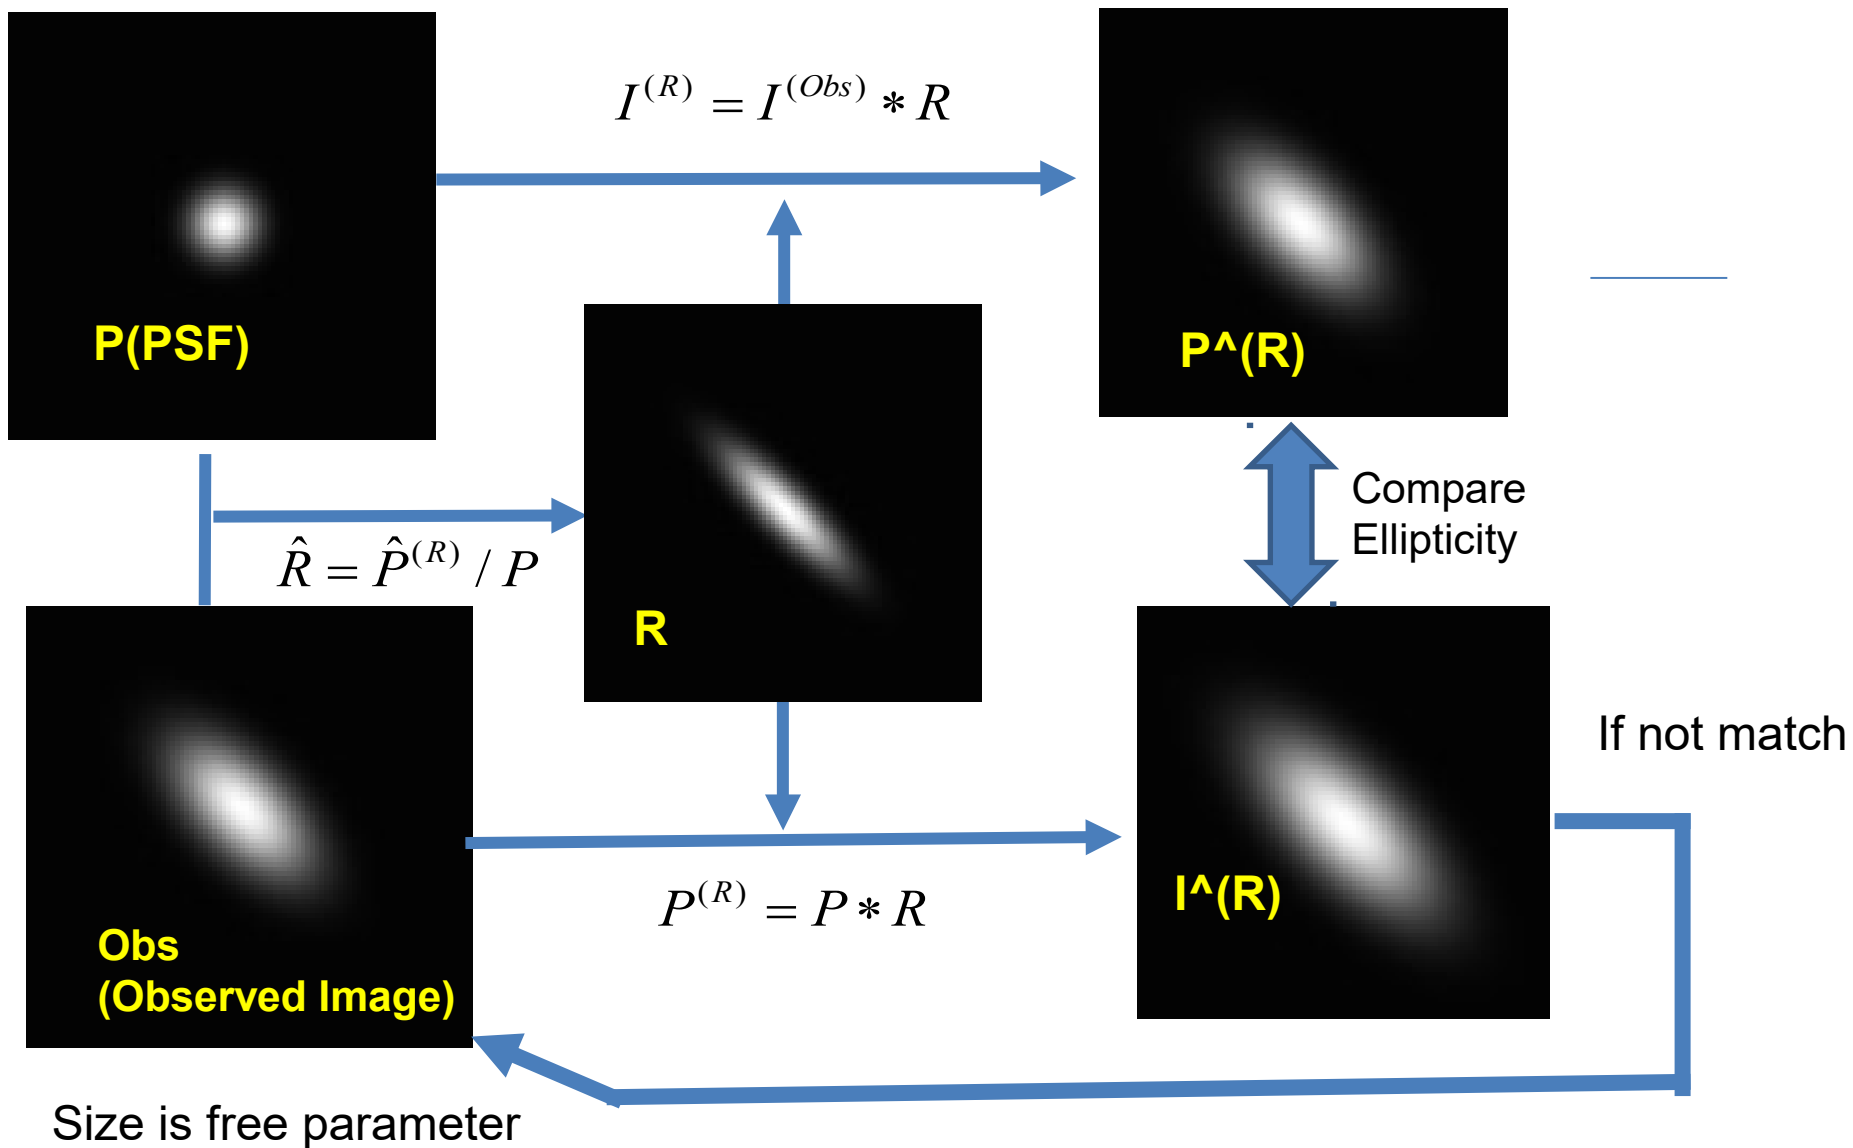 I^{(R)} = I^{(Obs)} * R
P(PSF)
P^(R)
Compare
Ellipticity
R̂ = P̂^{(R)} / P
R
If not match
P^{(R)} = P * R
I^(R)
Obs
(Observed Image)
Size is free parameter